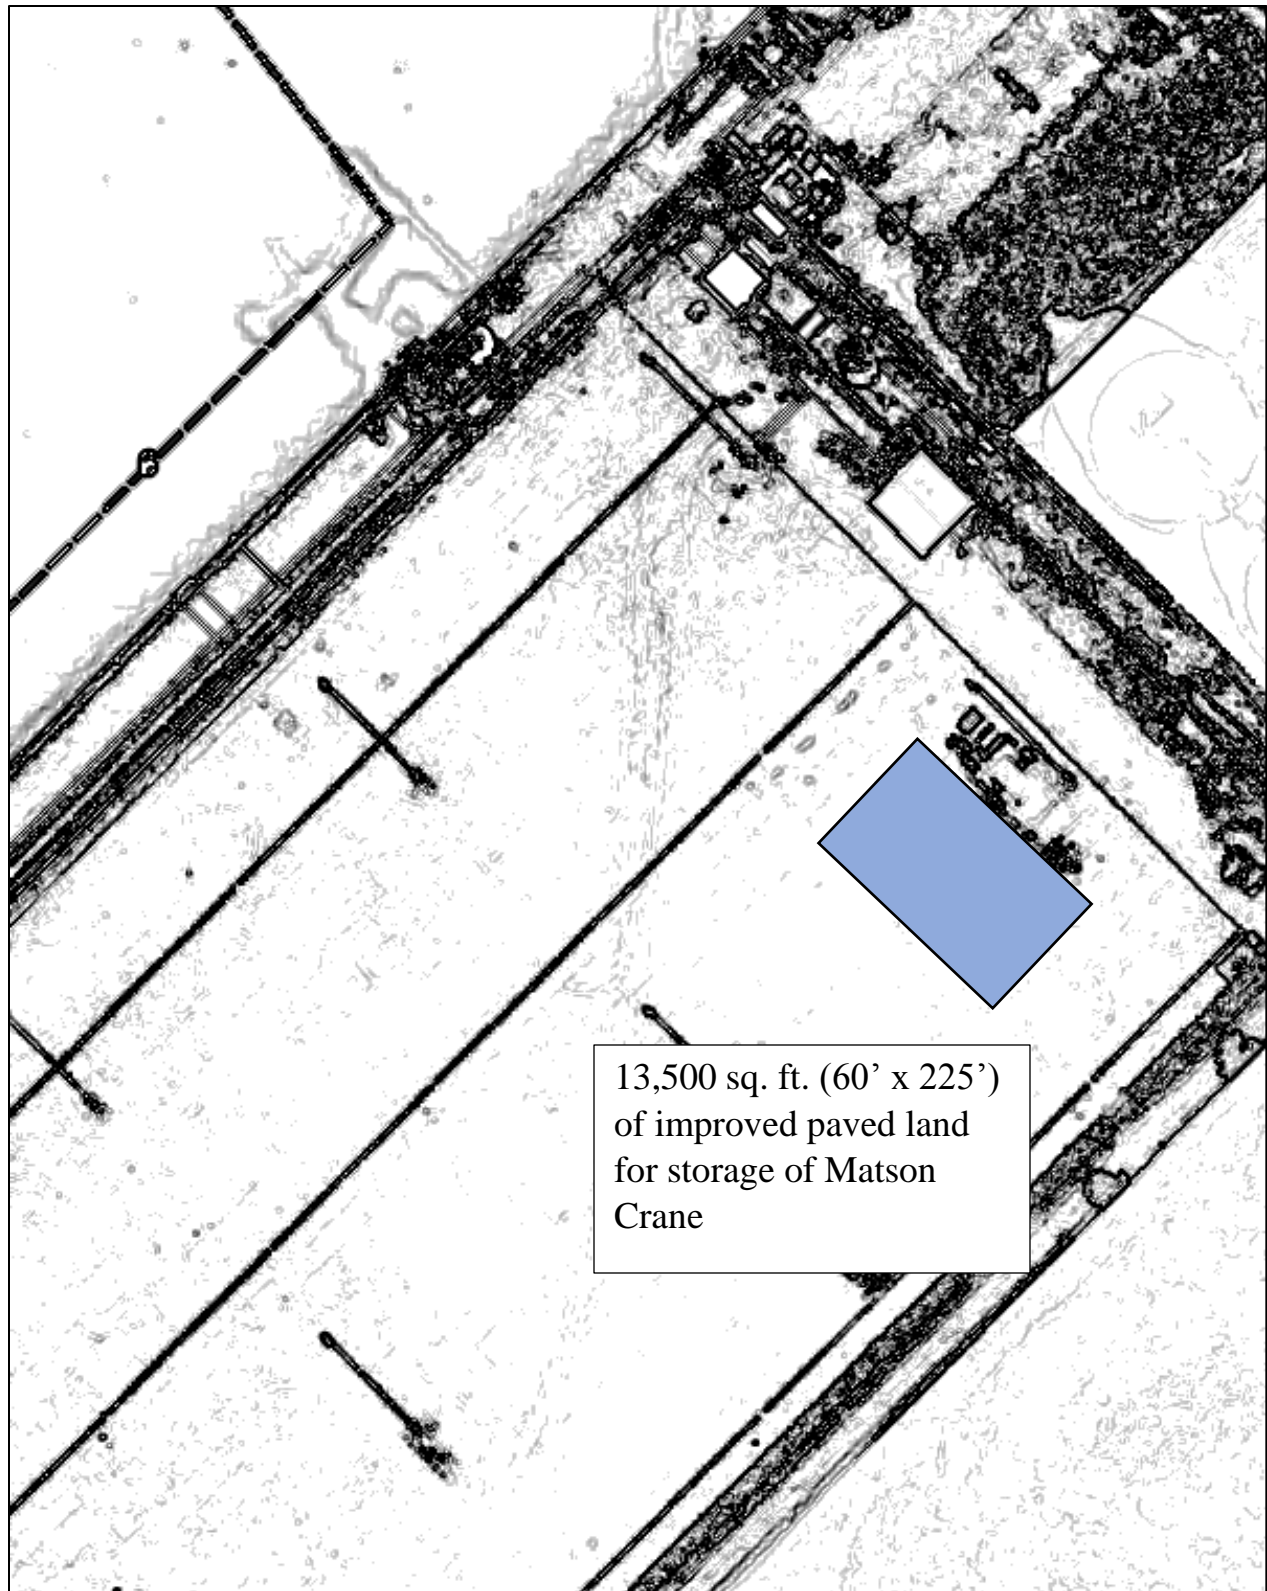 13,500 sq. ft. (60’ x 225’)
of improved paved land
for storage of Matson
Crane